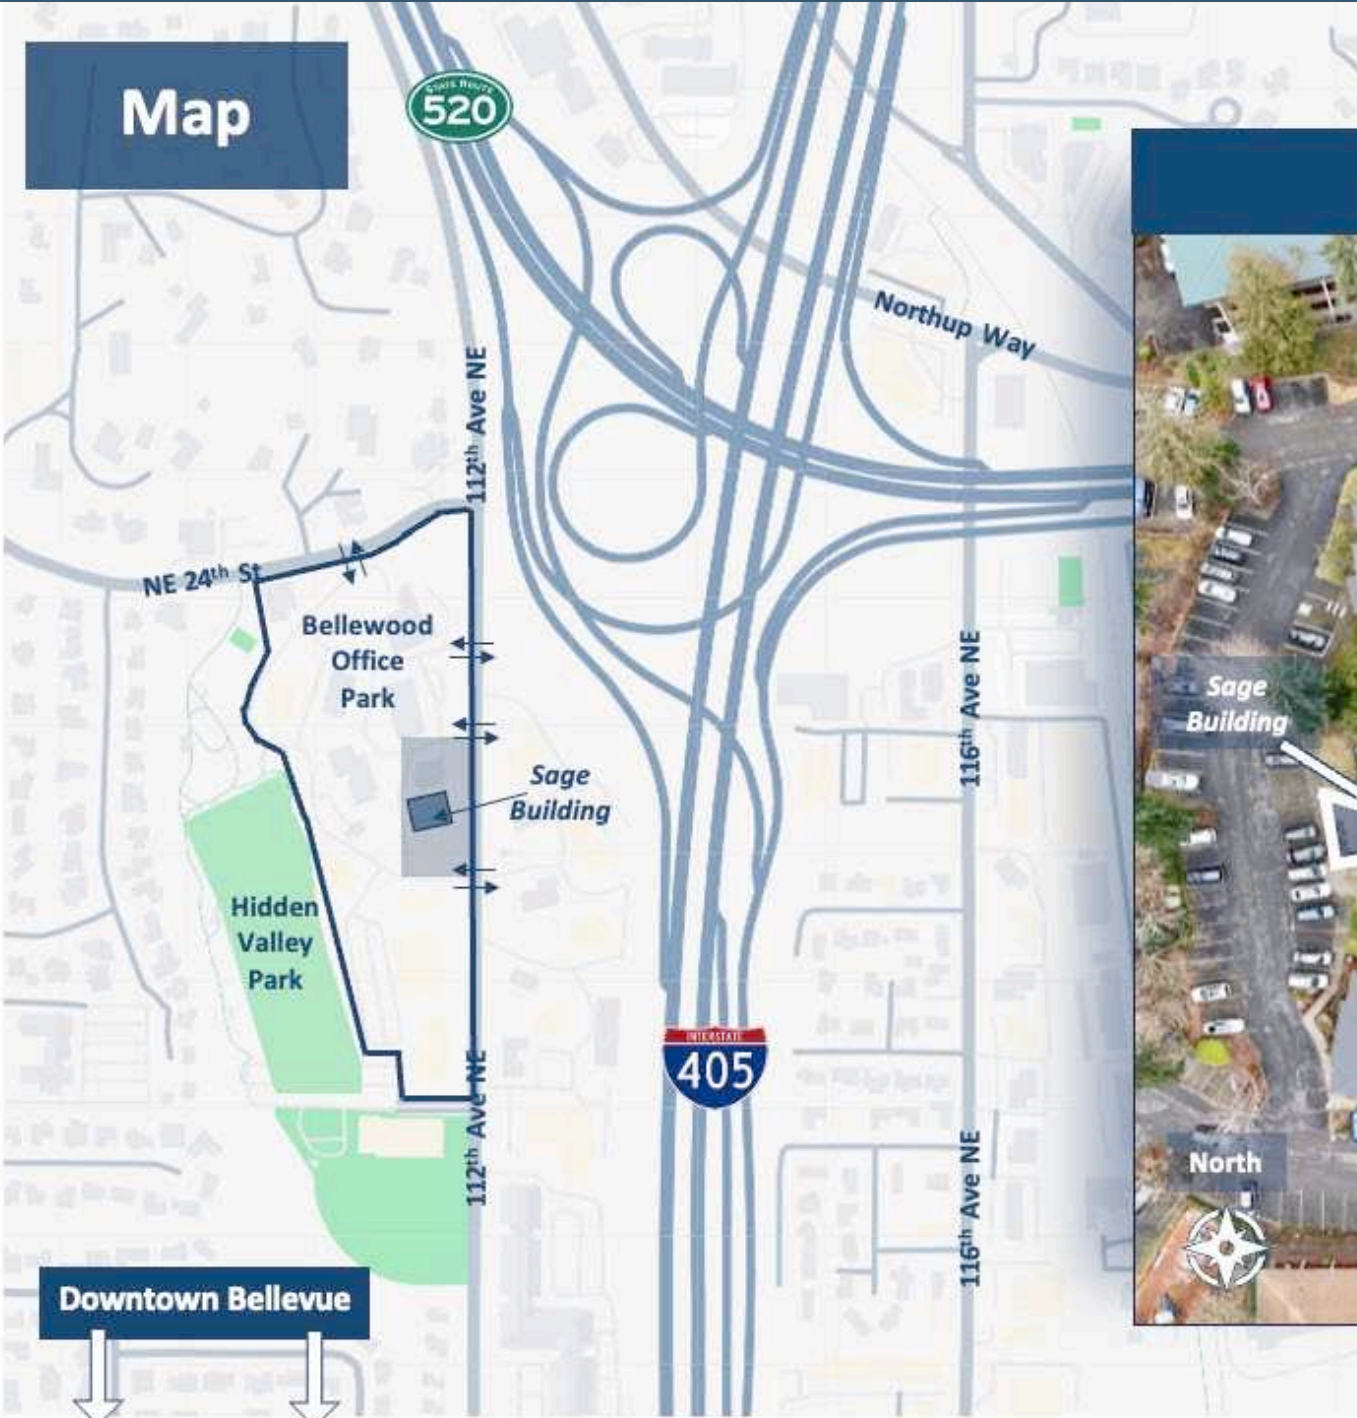 Map
STATE ROUTE
520
Northup Way
112th Ave NE
NE 24th St
Bellewood
Office
Park
Sage
Building
116th Ave NE
Sage
Building
Hidden
Valley
Park
INTERSTATE
405
112th Ave NE
116th Ave NE
North
Downtown Bellevue